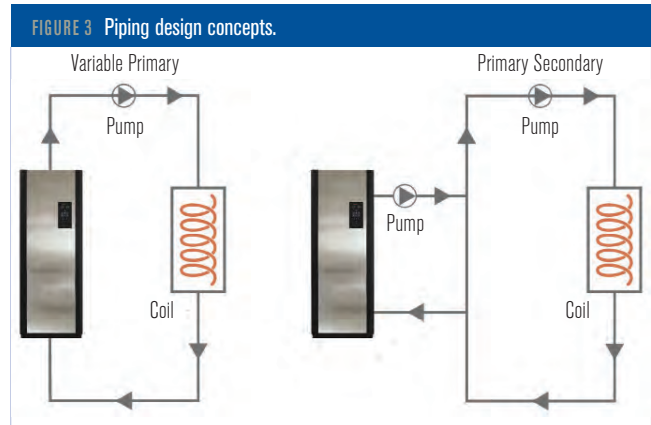 FIGURE 3 Piping design concepts.
Variable Primary
Pump
Coil
Primary Secondary
Pump
Pump
Coil